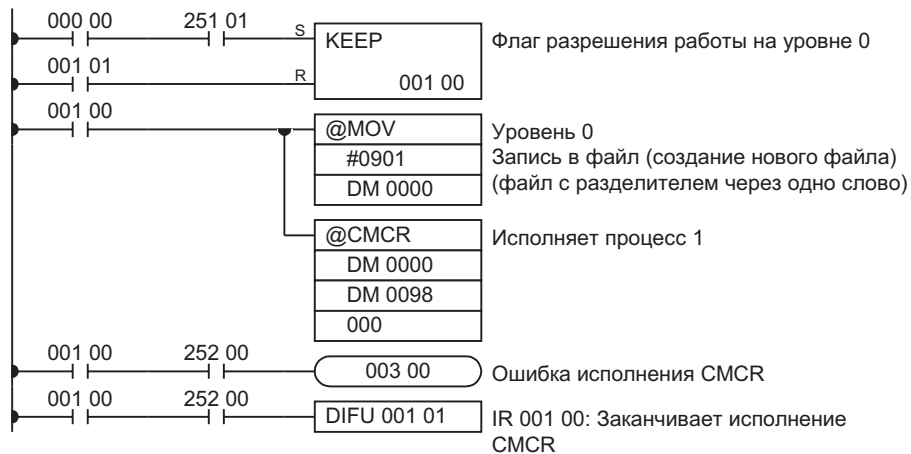 000 00 251 01
S KEEP Флаг разрешения работы на уровне 0
001 01
R 001 00
001 00
@MOV Уровень 0
#0901 Запись в файл (создание нового файла)
DM 0000 (файл с разделителем через одно слово)
@CMCR Исполняет процесс 1
DM 0000
DM 0098
000
001 00 252 00
003 00 Ошибка исполнения CMCR
001 00 252 00
DIFU 001 01 IR 001 00: Заканчивает исполнение
CMCR